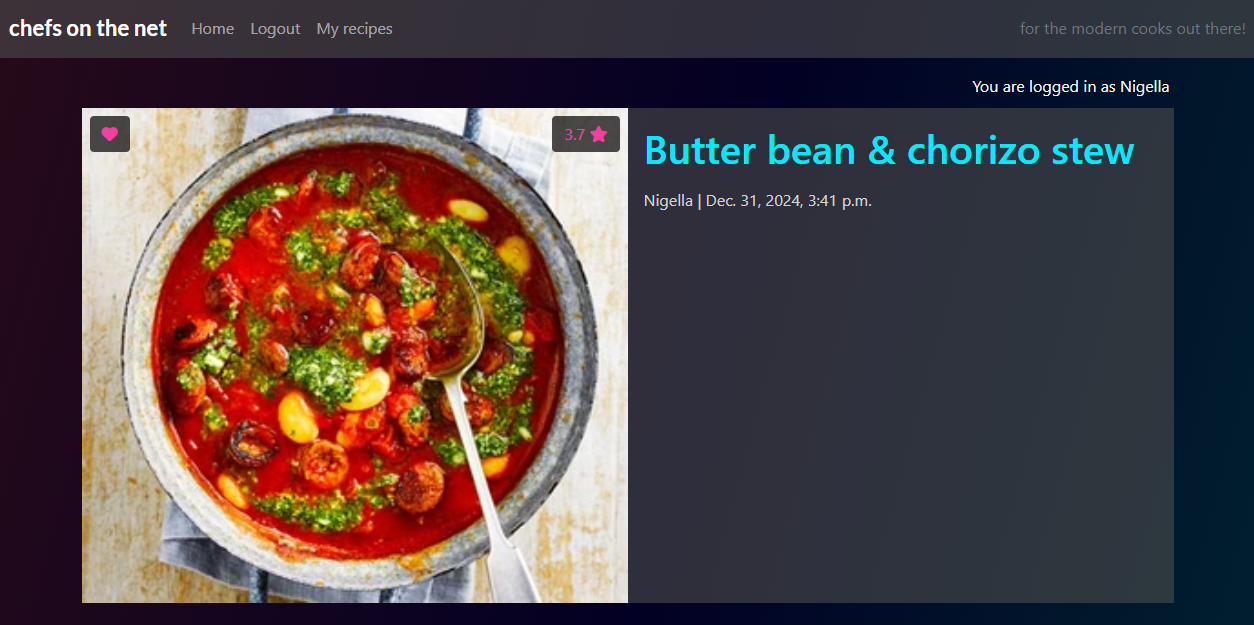 chefs on the net
Home
Logout
My recipes
for the modern cooks out there!
You are logged in as Nigella
3.7
Butter bean & chorizo stew
Nigella | Dec. 31, 2024, 3:41 p.m.